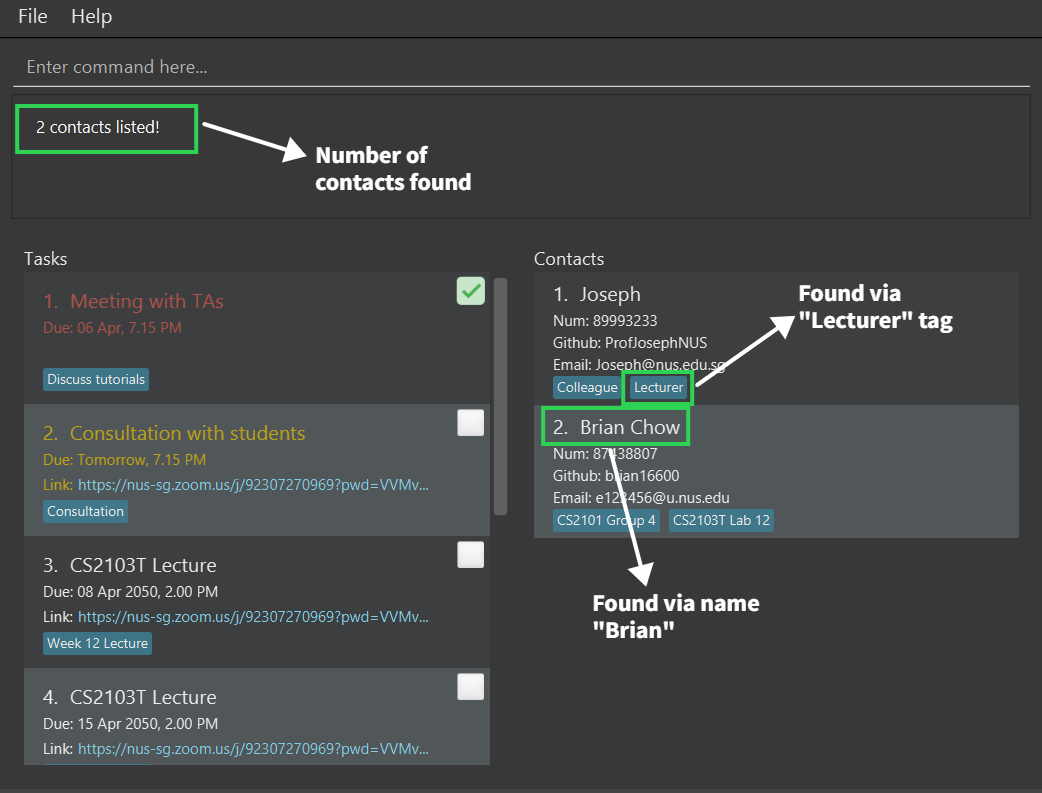 File Help
Enter command here...
2 contacts listed!
Number of
contacts found
Tasks
1. Meeting with TAs
Due: 06 Apr, 7.15 PM
Discuss tutorials
2. Consultation with students
Due: Tomorrow, 7.15 PM
Link: https://nus-sg.zoom.us/j/92307270969?pwd=VVMv...
Consultation
3. CS2103T Lecture
Due: 08 Apr 2050, 2.00 PM
Link: https://nus-sg.zoom.us/j/92307270969?pwd=VVMv...
Week 12 Lecture
4. CS2103T Lecture
Due: 15 Apr 2050, 2.00 PM
Link: https://nus-sg.zoom.us/j/92307270969?pwd=VVMv...
Contacts
1. Joseph
Num: 89993233
Github: ProfJosephNUS
Email: Joseph@nus.edu.sg
Colleague Lecturer
Found via
"Lecturer" tag
2. Brian Chow
Num: 87438807
Github: brian16600
Email: e123456@u.nus.edu
CS2101 Group 4 CS2103T Lab 12
Found via name
"Brian"